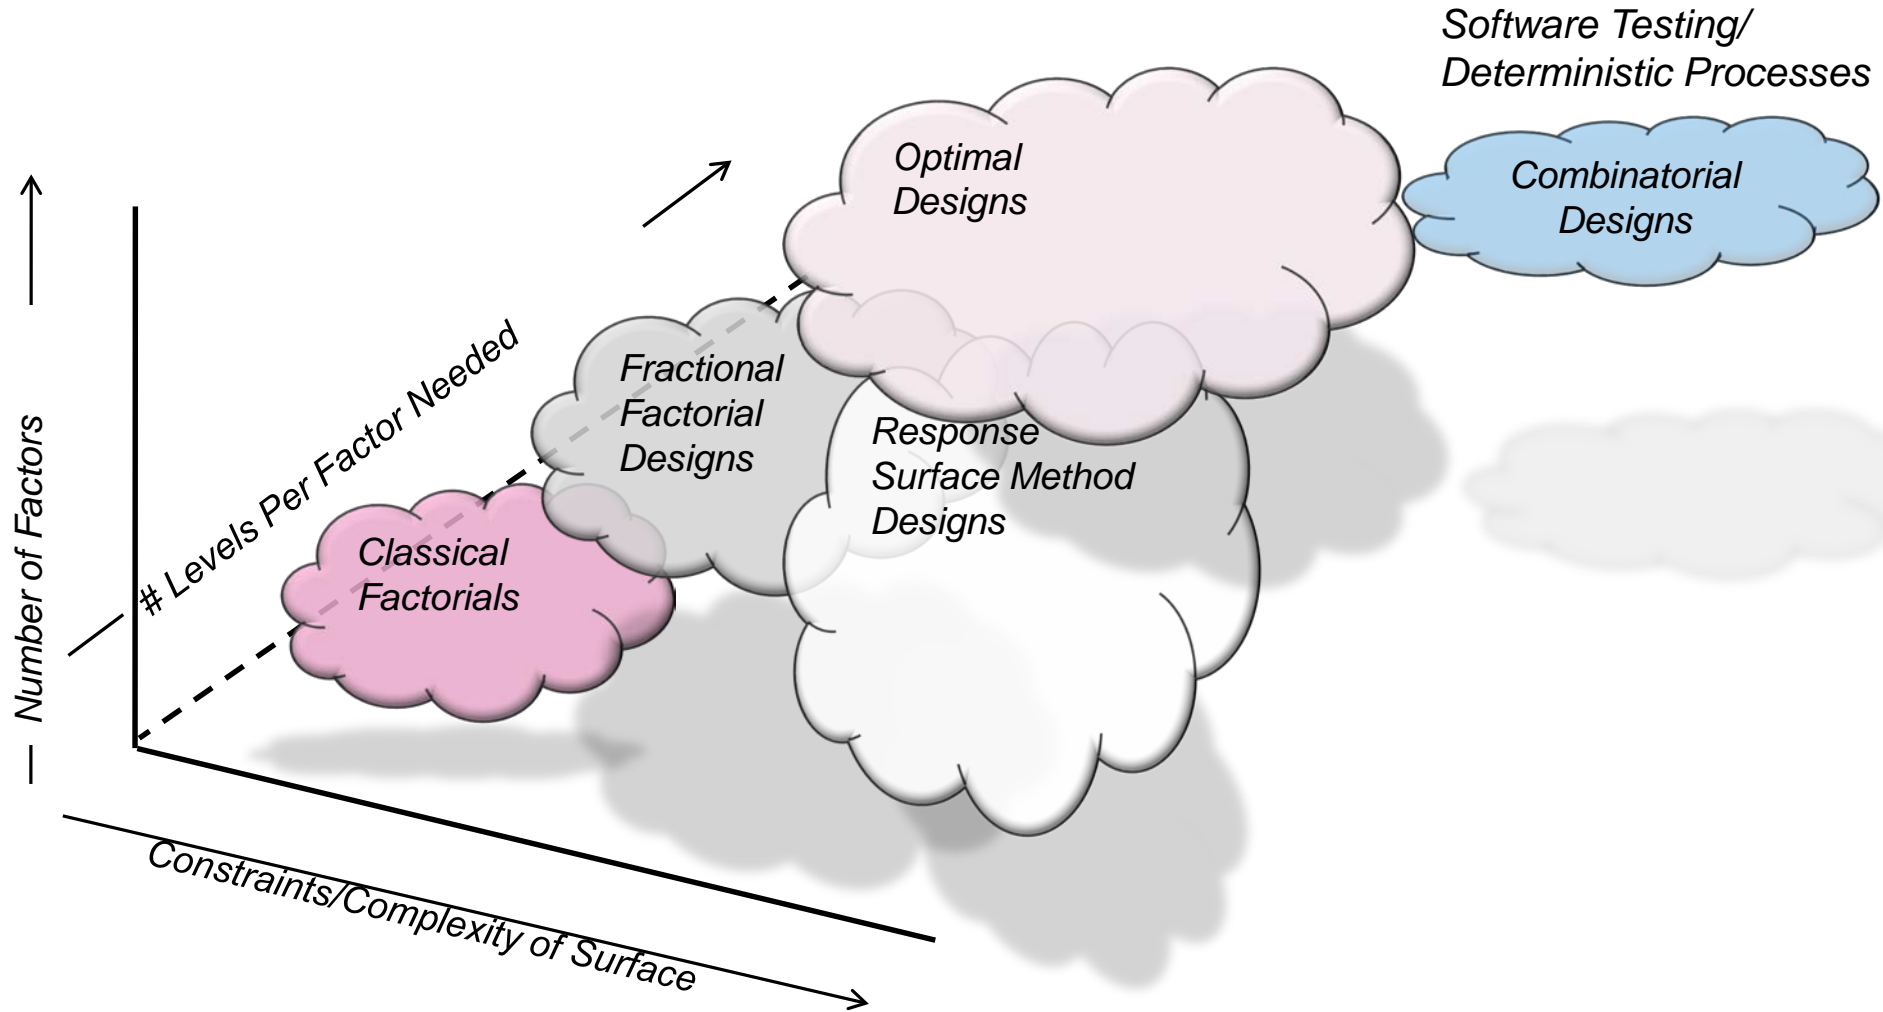 Software Testing/
Deterministic Processes
Optimal
Designs
Combinatorial
Designs
Fractional
Factorial
Designs
Response
Surface Method
Designs
Classical
Factorials
# Levels Per Factor Needed
Number of Factors
Constraints/Complexity of Surface